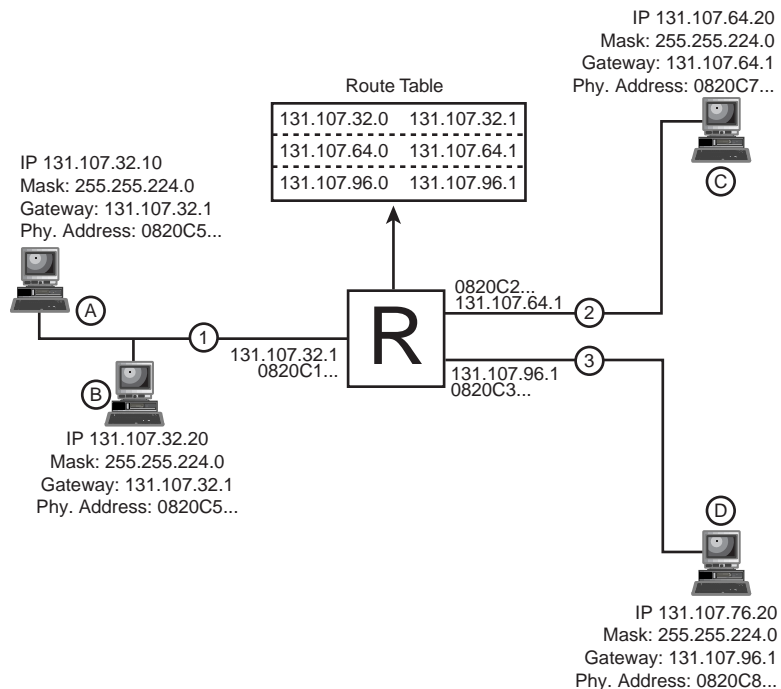 IP 131.107.64.20
Mask: 255.255.224.0
Gateway: 131.107.64.1
Phy. Address: 0820C7...
C
Route Table
131.107.32.0 131.107.32.1
131.107.64.0 131.107.64.1
131.107.96.0 131.107.96.1
IP 131.107.32.10
Mask: 255.255.224.0
Gateway: 131.107.32.1
Phy. Address: 0820C5...
A
1
131.107.32.1
0820C1...
R
0820C2...
131.107.64.1
2
131.107.96.1
0820C3...
3
B
IP 131.107.32.20
Mask: 255.255.224.0
Gateway: 131.107.32.1
Phy. Address: 0820C5...
D
IP 131.107.76.20
Mask: 255.255.224.0
Gateway: 131.107.96.1
Phy. Address: 0820C8...